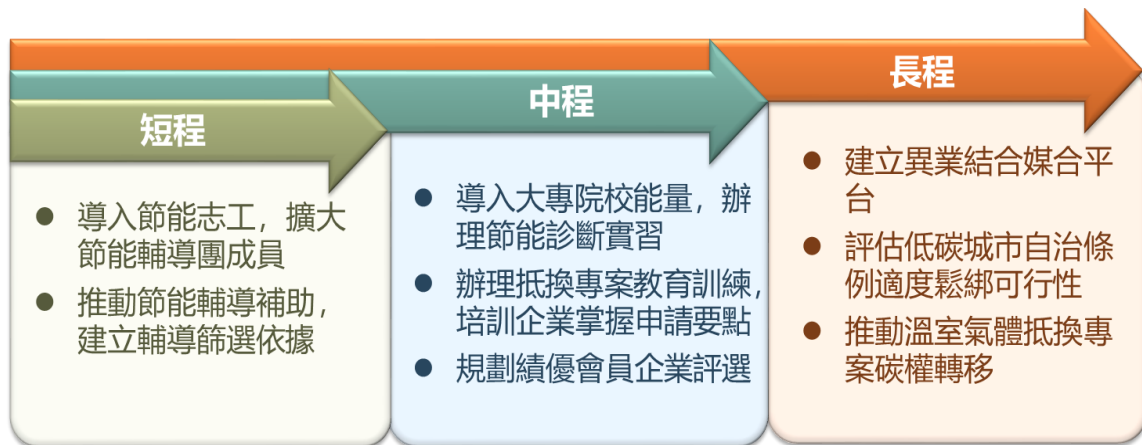 短程
● 導入節能志工，擴大
節能輔導團成員
● 推動節能輔導補助，
建立輔導篩選依據
中程
● 導入大專院校能量，辦
理節能診斷實習
● 辦理抵換專案教育訓練，
培訓企業掌握申請要點
● 規劃績優會員企業評選
長程
● 建立異業結合媒合平
台
● 評估低碳城市自治條
例適度鬆綁可行性
● 推動溫室氣體抵換專
案碳權轉移